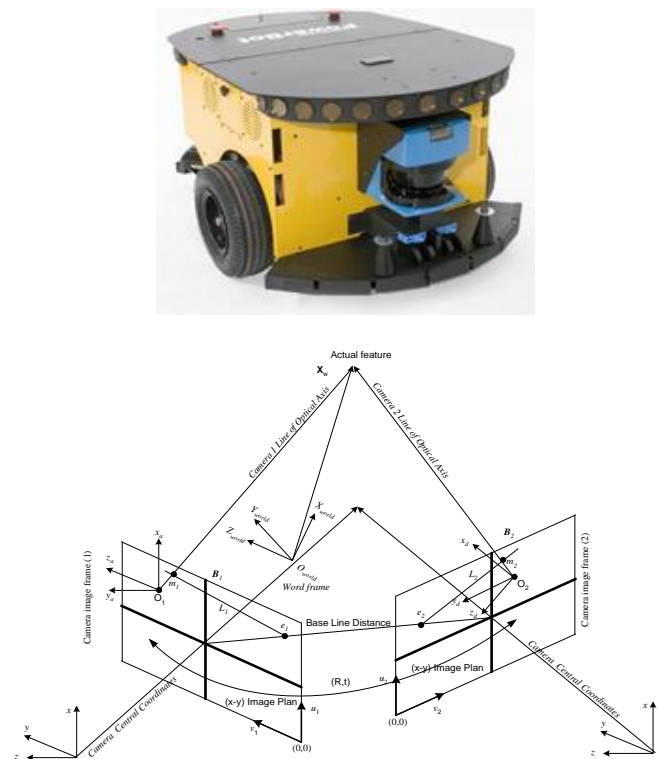 PowerBot
Actual feature
X_w
Camera 1 Line of Optical Axis
Camera 2 Line of Optical Axis
Y_world
X_world
Z_world
O_world
Word frame
Camera image frame (1)
x_a
z_a
y_a
O_1
m_1
B_1
L_1
e_1
Base Line Distance
(R,t)
(x-y) Image Plan
u_1
v_1
(0,0)
Camera Central Coordinates
x
y
z
Camera image frame (2)
B_2
x_d
m_2
L_2
O_2
y_d
z_d
e_2
u_2
(x-y) Image Plan
v_2
(0,0)
Camera Central Coordinates
x
y
z